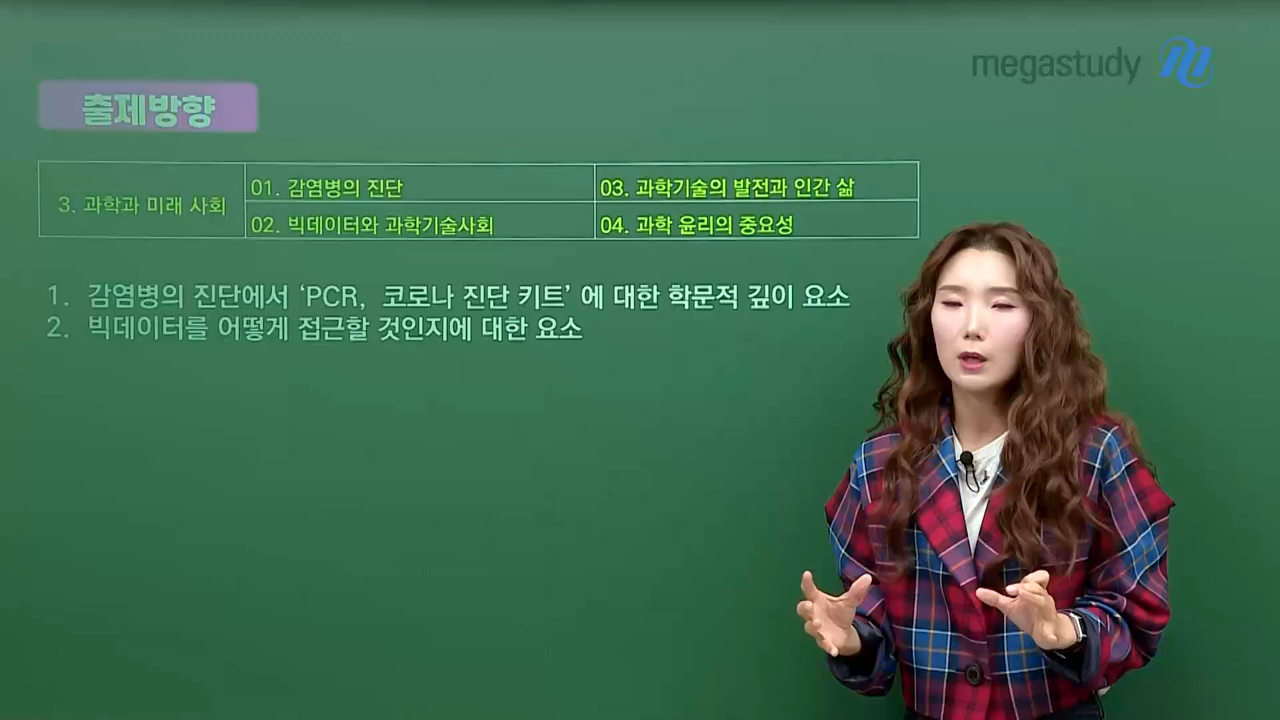 megastudy
출제방향
3. 과학과 미래 사회
01. 감염병의 진단
03. 과학기술의 발전과 인간 삶
02. 빅데이터와 과학기술사회
04. 과학 윤리의 중요성
1. 감염병의 진단에서 ‘PCR, 코로나 진단 키트’ 에 대한 학문적 깊이 요소
2. 빅데이터를 어떻게 접근할 것인지에 대한 요소